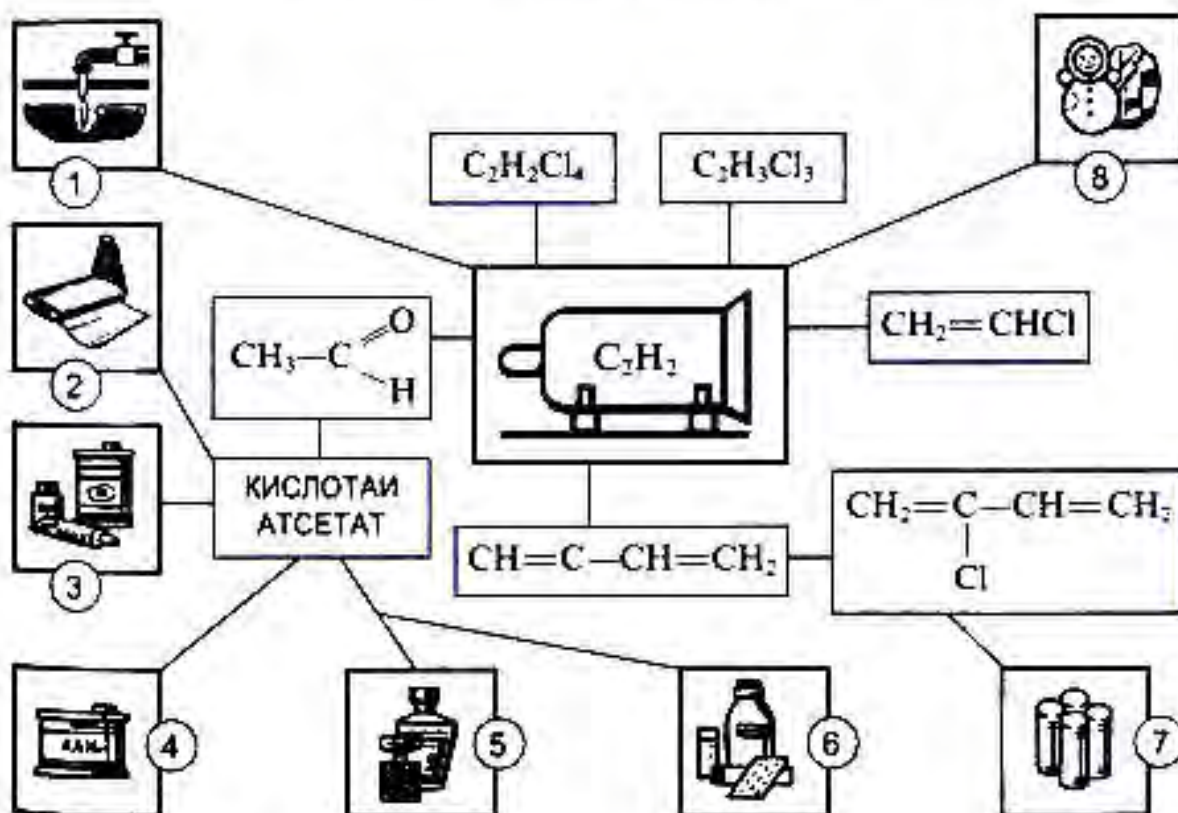 1
C₂H₂Cl₄
C₂H₃Cl₃
8
2
CH₃—C
O
H
C₂H₂
CH₂=CHCl
3
КИСЛОТАИ
АТСЕТАТ
CH=C—CH=CH₂
CH₂=C—CH=CH₂
Cl
4
5
6
7